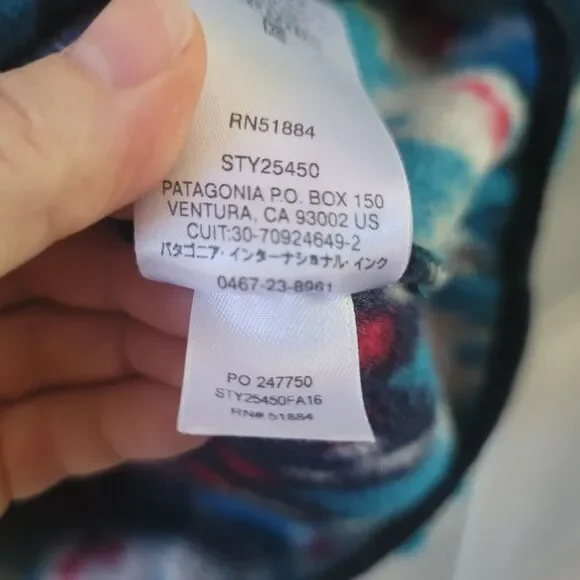 RN51884
STY25450
PATAGONIA P.O. BOX 150
VENTURA, CA 93002 US
CUIT:30-70924649-2
パタゴニア・インターナショナル・インク
0467-23-8961
PO 247750
STY25450FA16
RN# 51884